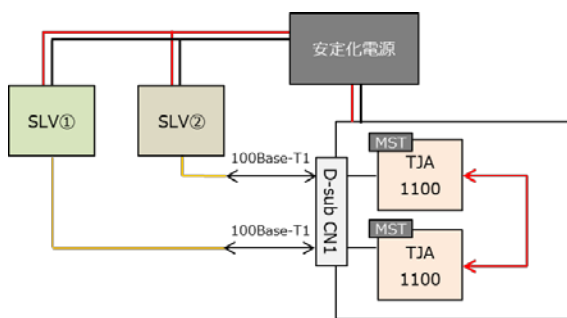 安定化電源
SLV①
SLV②
100Base-T1
100Base-T1
D-sub CN1
MST
TJA
1100
MST
TJA
1100